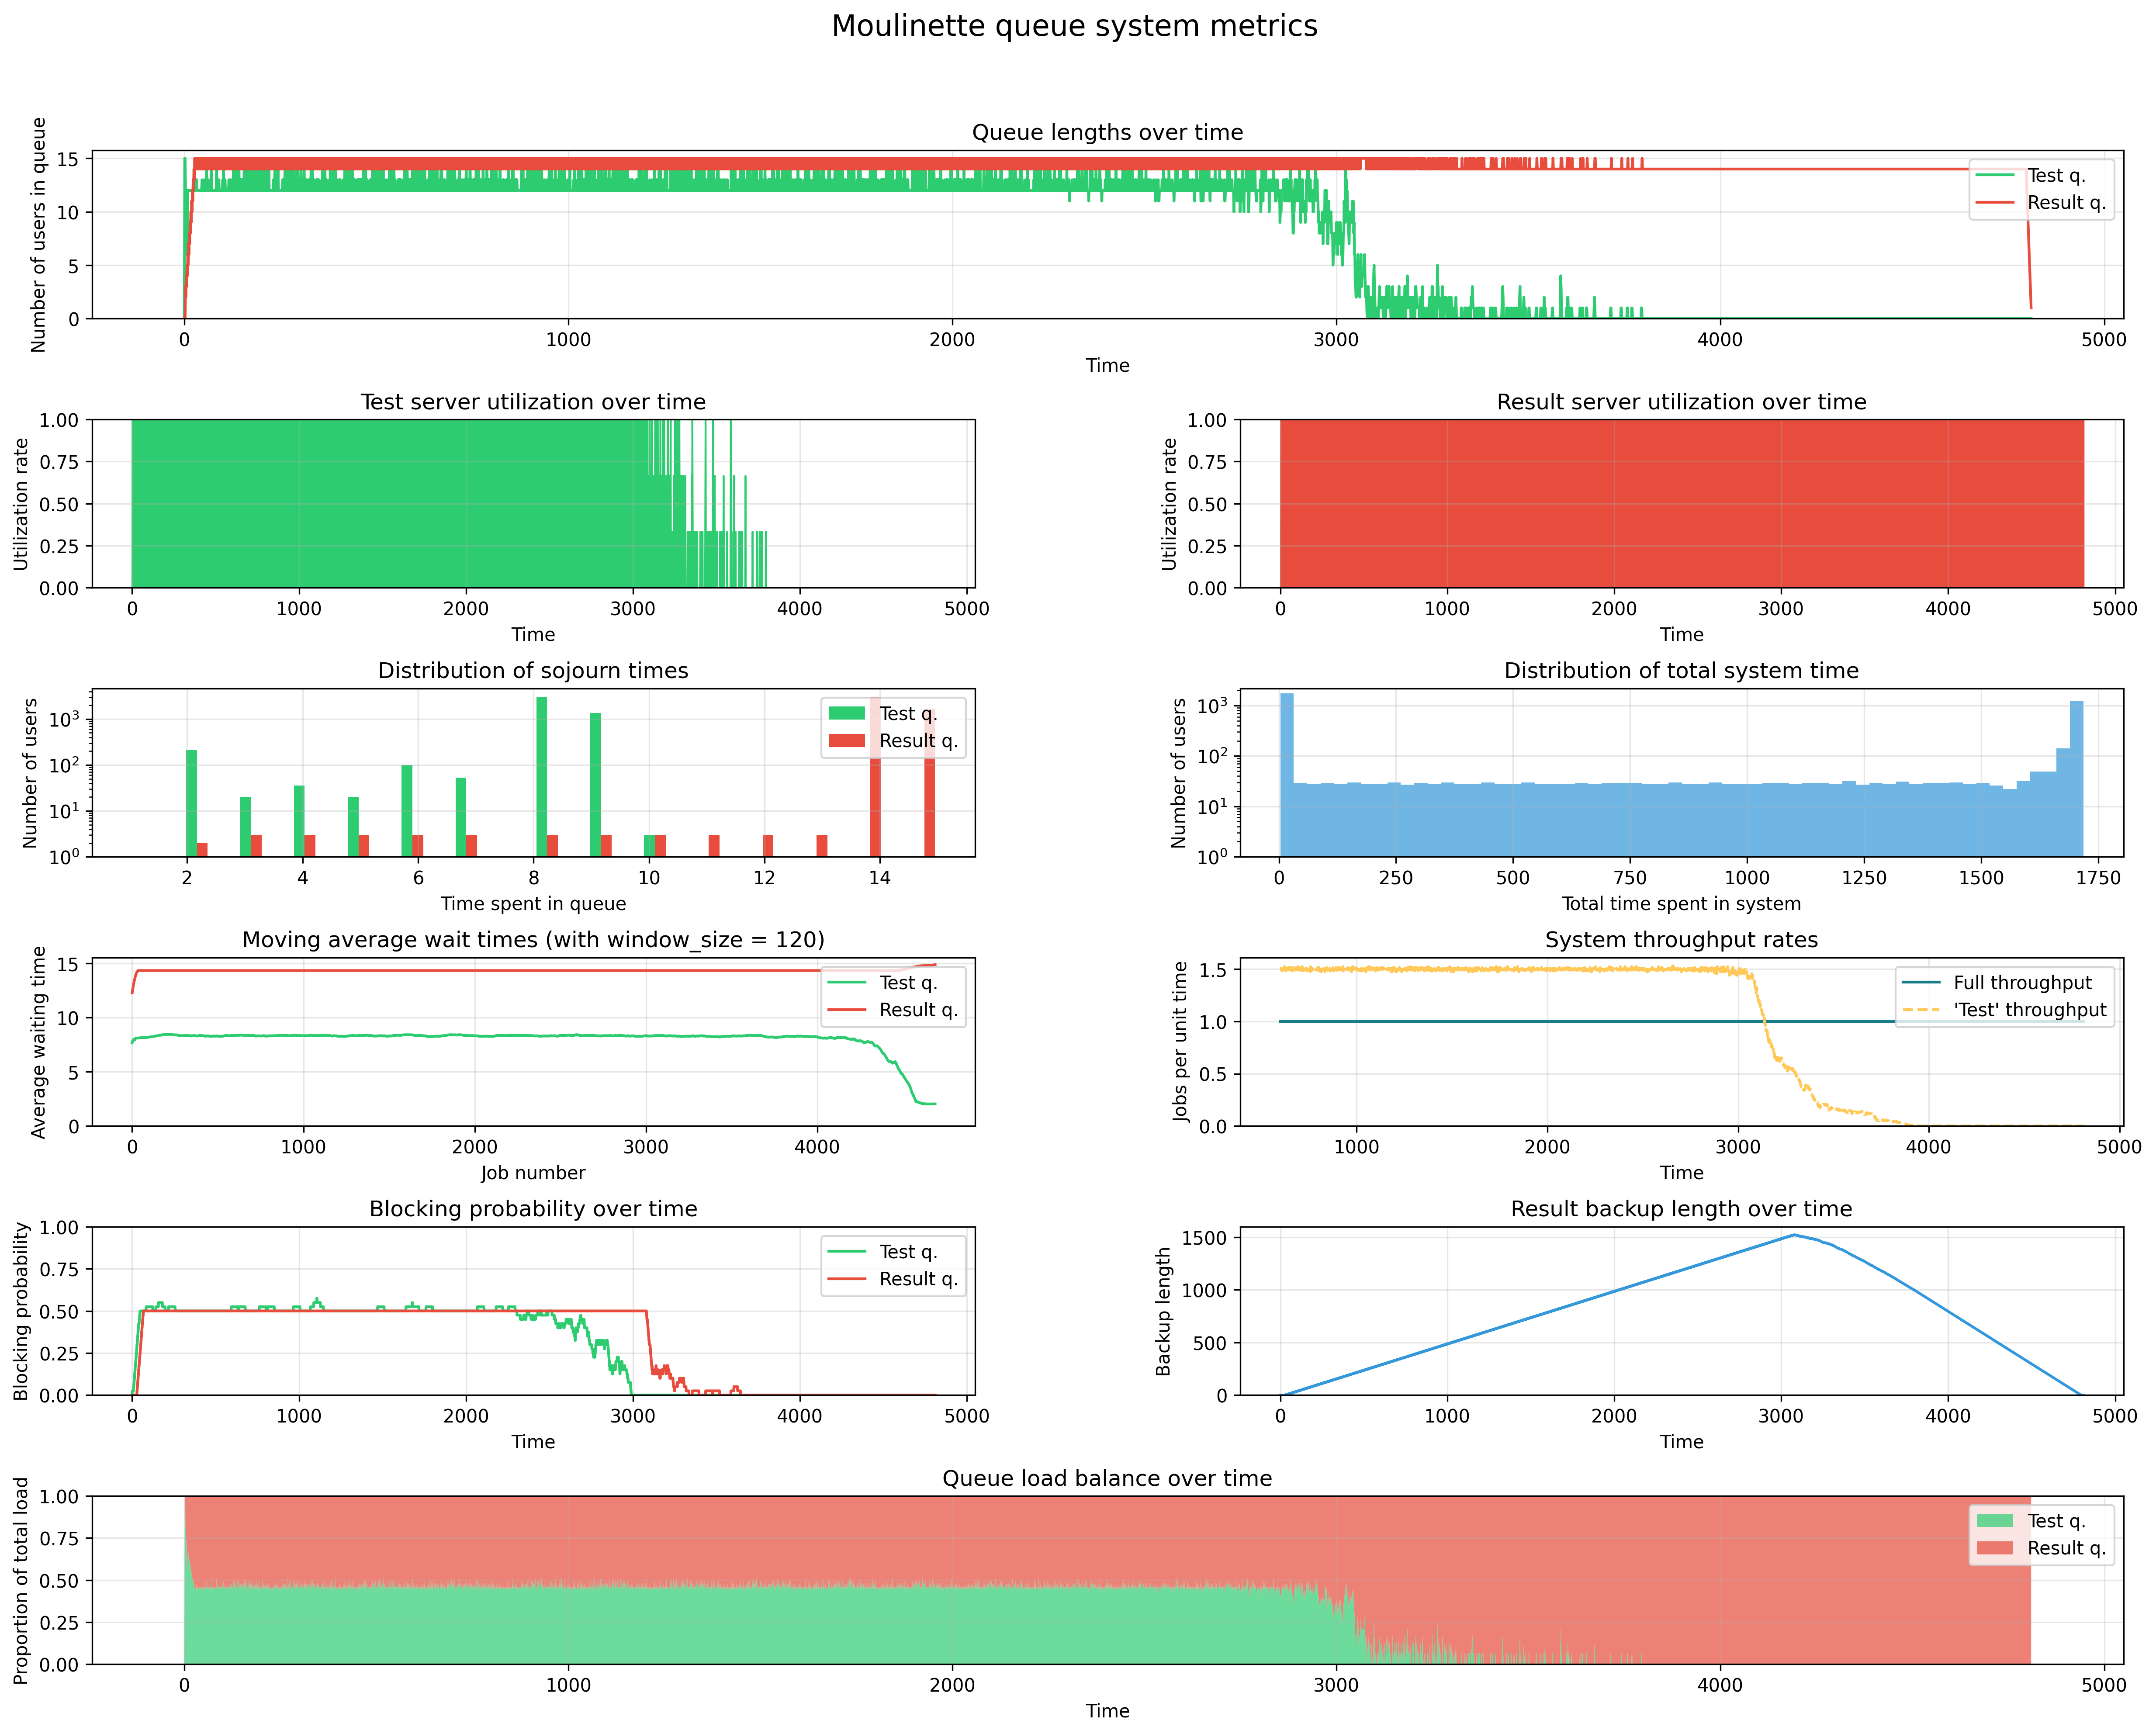 Moulinette queue system metrics
Queue lengths over time
Number of users in queue
15
10
5
0
Test q.
Result q.
0 1000 2000 3000 4000 5000
Time
Test server utilization over time
Utilization rate
1.00
0.75
0.50
0.25
0.00
0 1000 2000 3000 4000 5000
Time
Result server utilization over time
Utilization rate
1.00
0.75
0.50
0.25
0.00
0 1000 2000 3000 4000 5000
Time
Distribution of sojourn times
Number of users
10³
10²
10¹
10⁰
Test q.
Result q.
2 4 6 8 10 12 14
Time spent in queue
Distribution of total system time
Number of users
10³
10²
10¹
10⁰
0 250 500 750 1000 1250 1500 1750
Total time spent in system
Moving average wait times (with window_size = 120)
Average waiting time
15
10
5
0
Test q.
Result q.
0 1000 2000 3000 4000
Job number
System throughput rates
Jobs per unit time
1.5
1.0
0.5
0.0
Full throughput
'Test' throughput
1000 2000 3000 4000 5000
Time
Blocking probability over time
Blocking probability
1.00
0.75
0.50
0.25
0.00
Test q.
Result q.
0 1000 2000 3000 4000 5000
Time
Result backup length over time
Backup length
1500
1000
500
0
0 1000 2000 3000 4000 5000
Time
Queue load balance over time
Proportion of total load
1.00
0.75
0.50
0.25
0.00
Test q.
Result q.
0 1000 2000 3000 4000 5000
Time